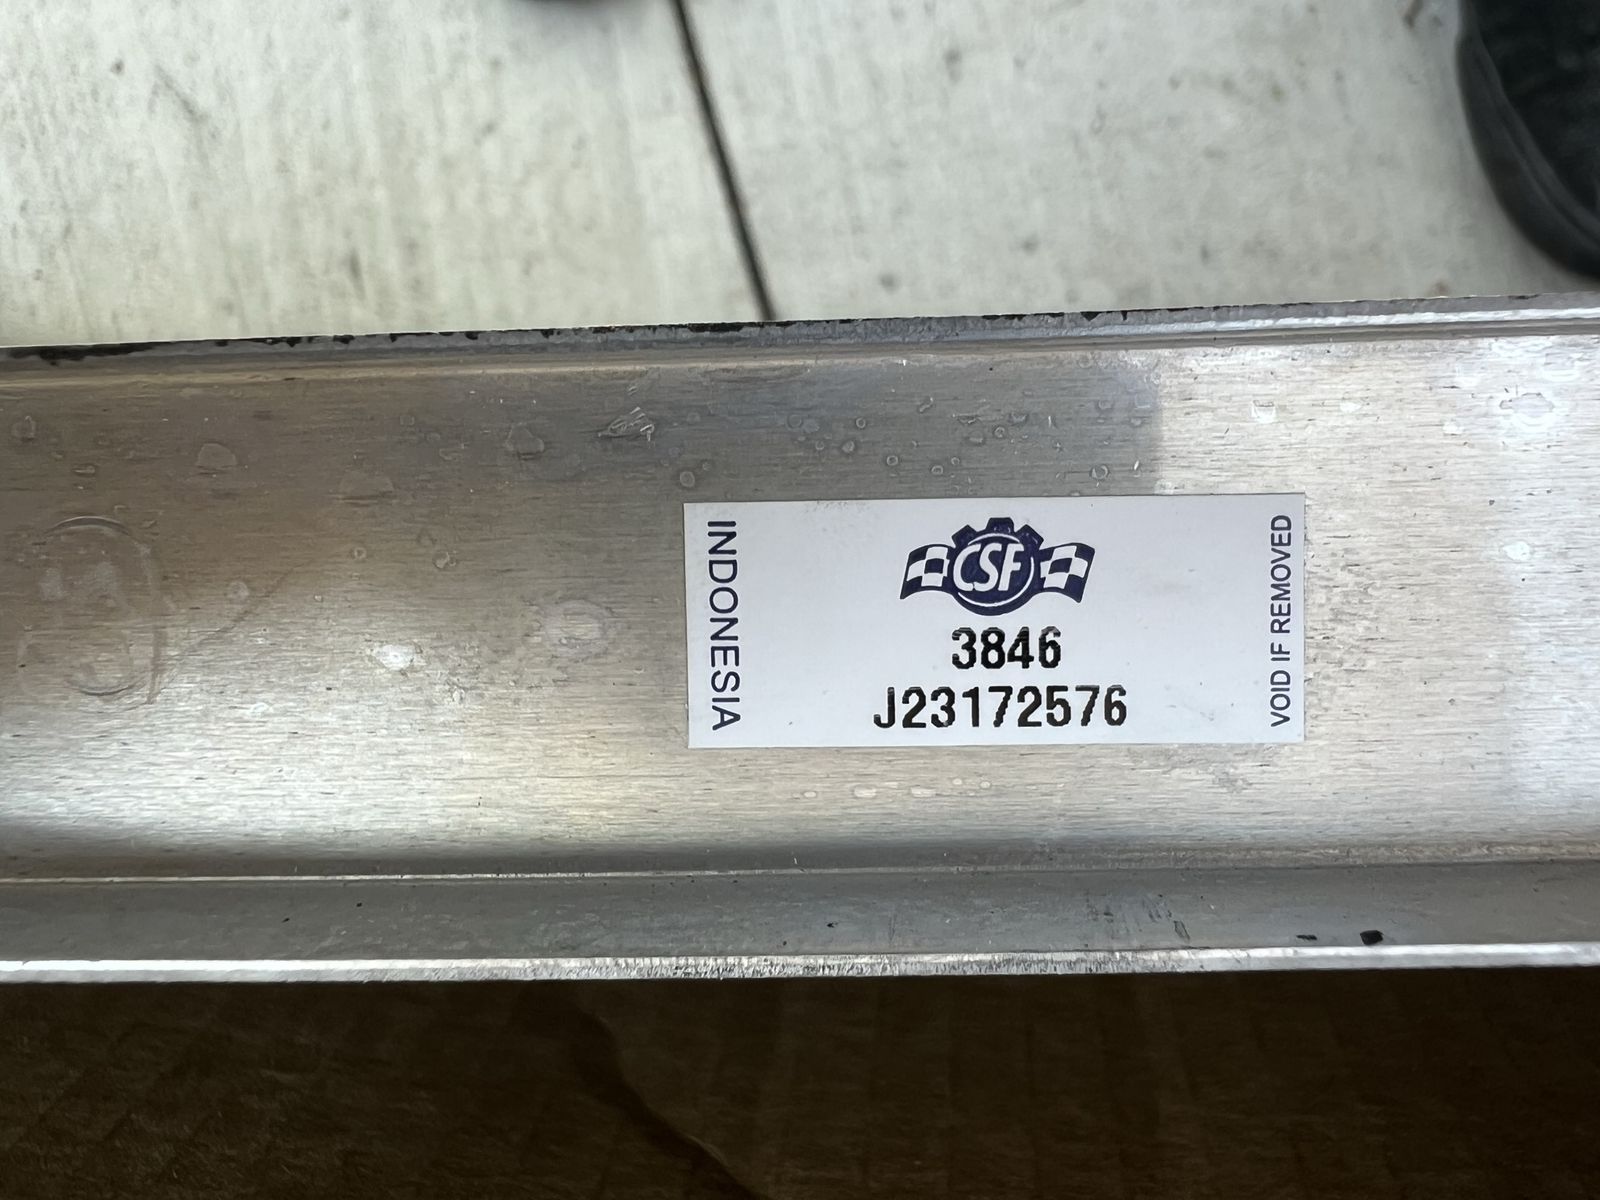 INDONESIA
CSF
3846
J23172576
VOID IF REMOVED